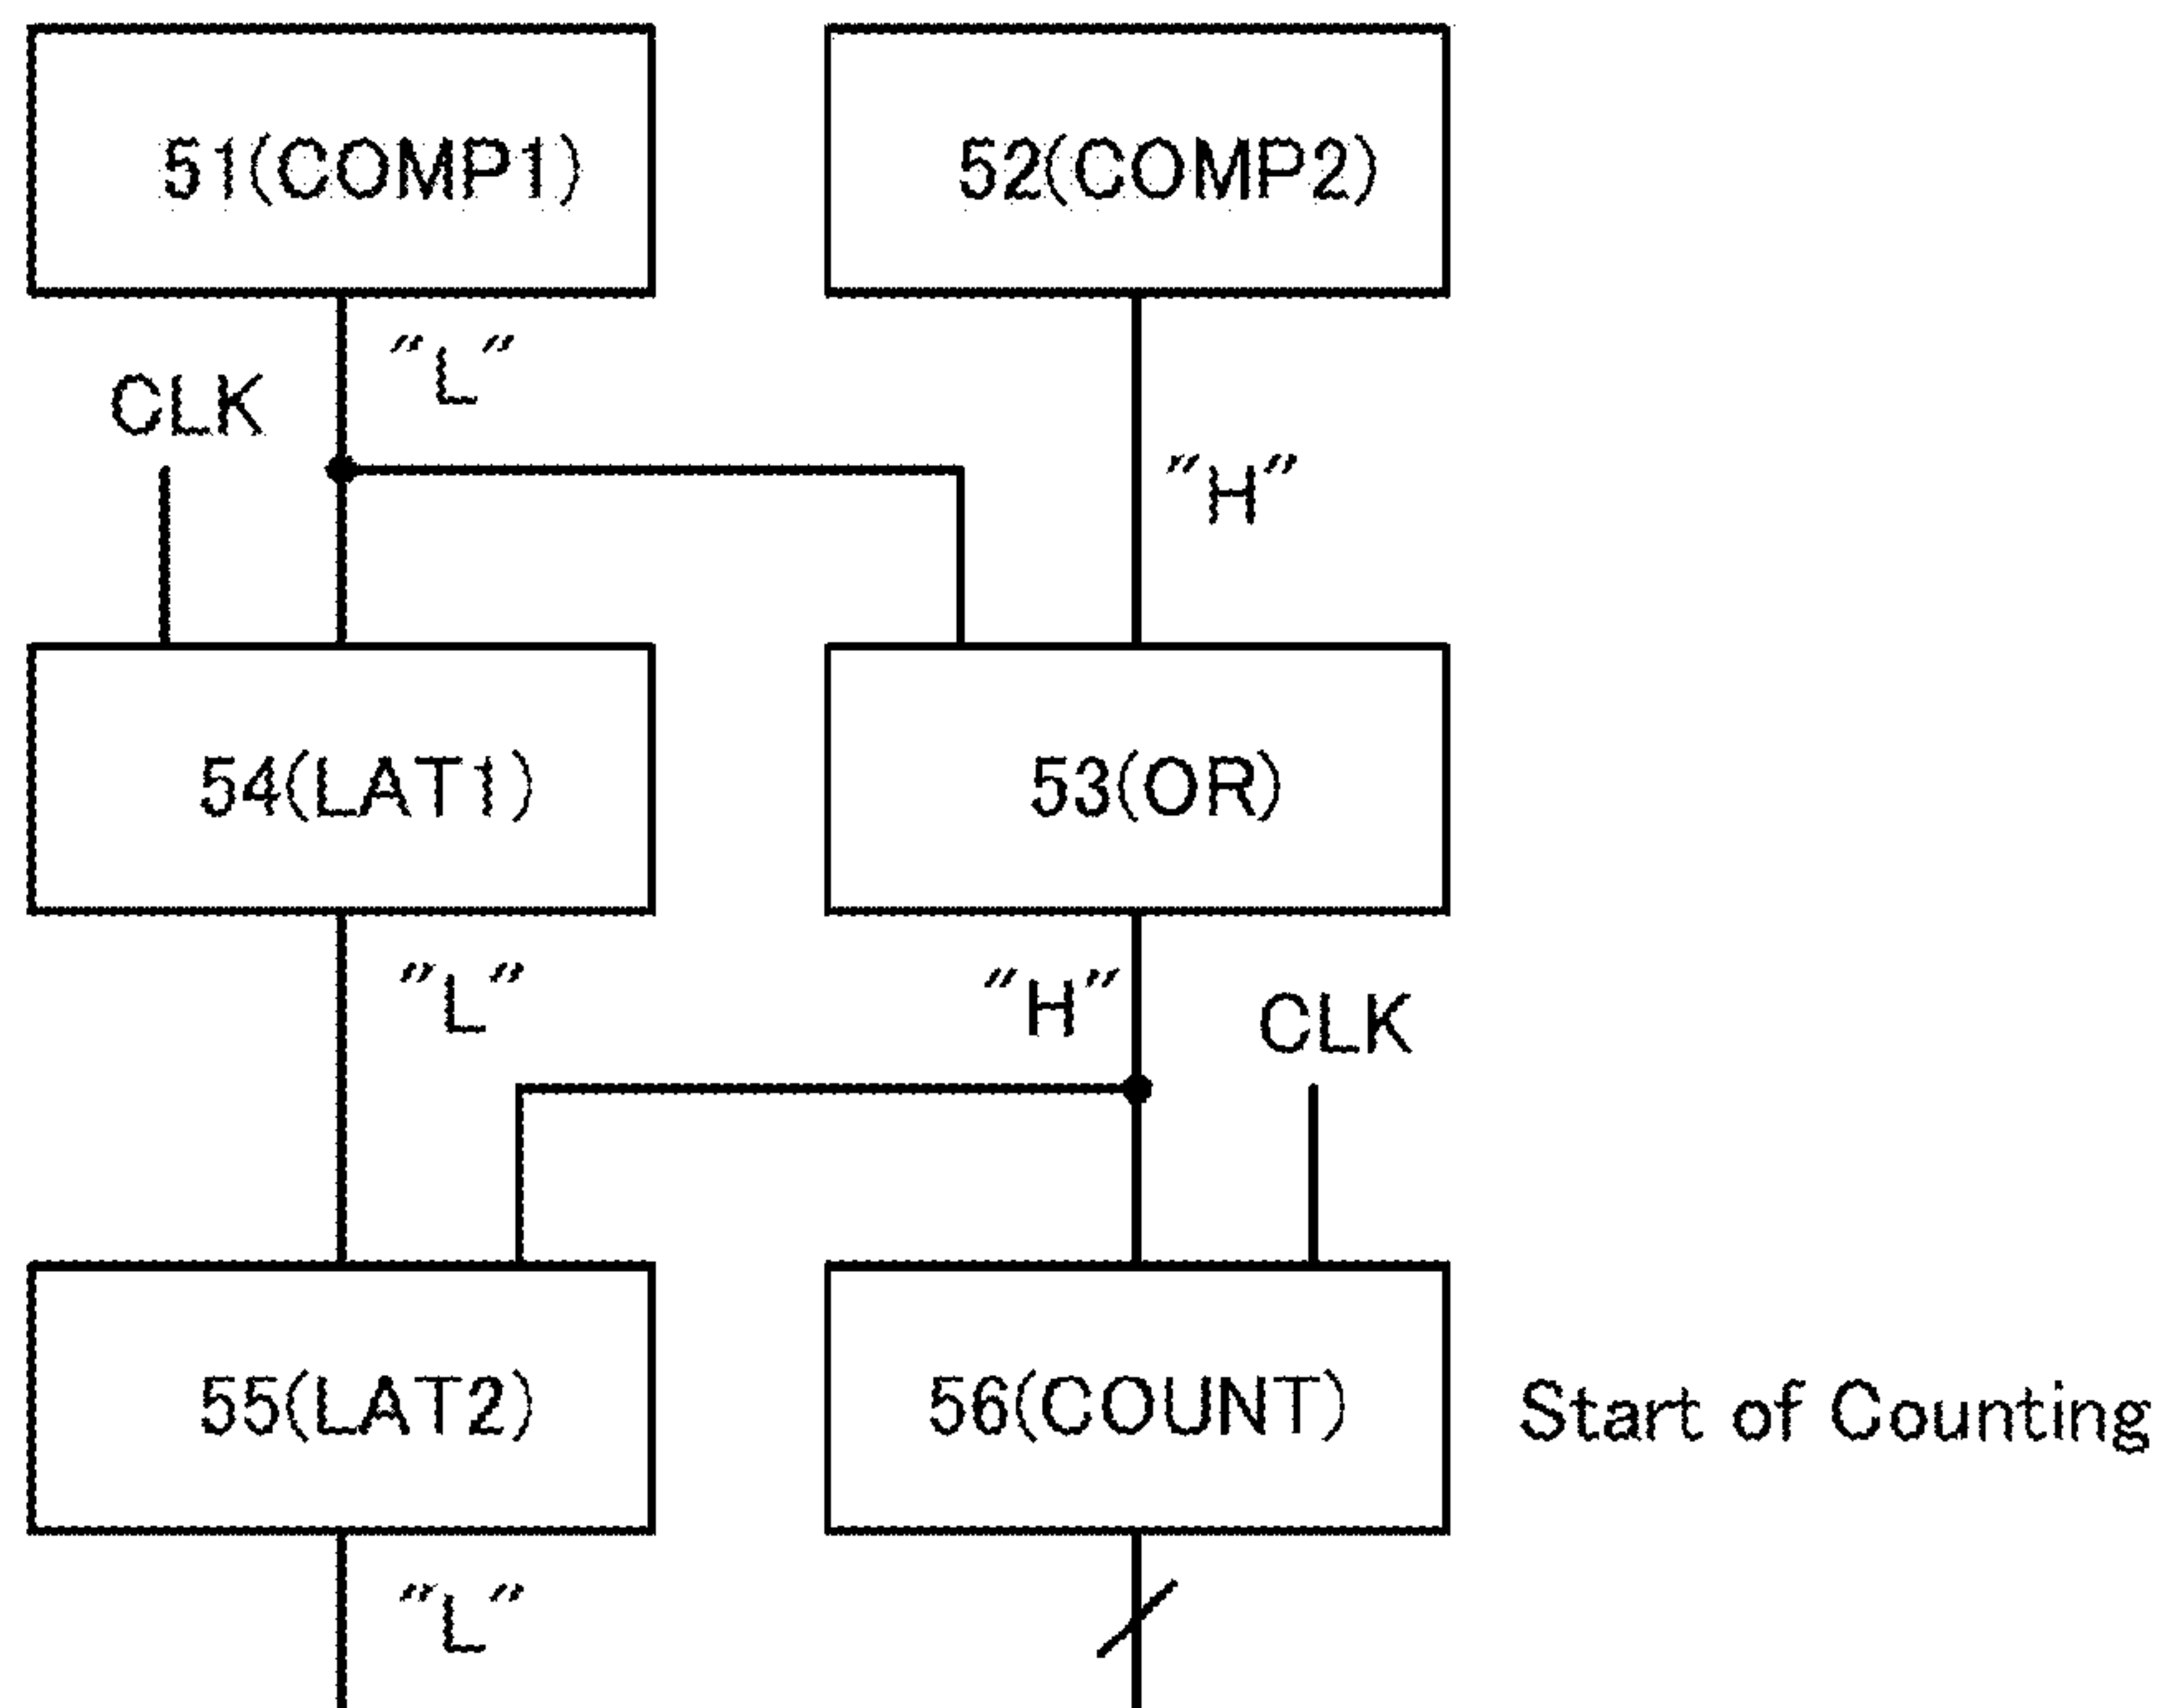 51(COMP1)
52(COMP2)
"L"
CLK
"H"
54(LAT1)
53(OR)
"L"
"H"
CLK
55(LAT2)
56(COUNT)
Start of Counting
"L"